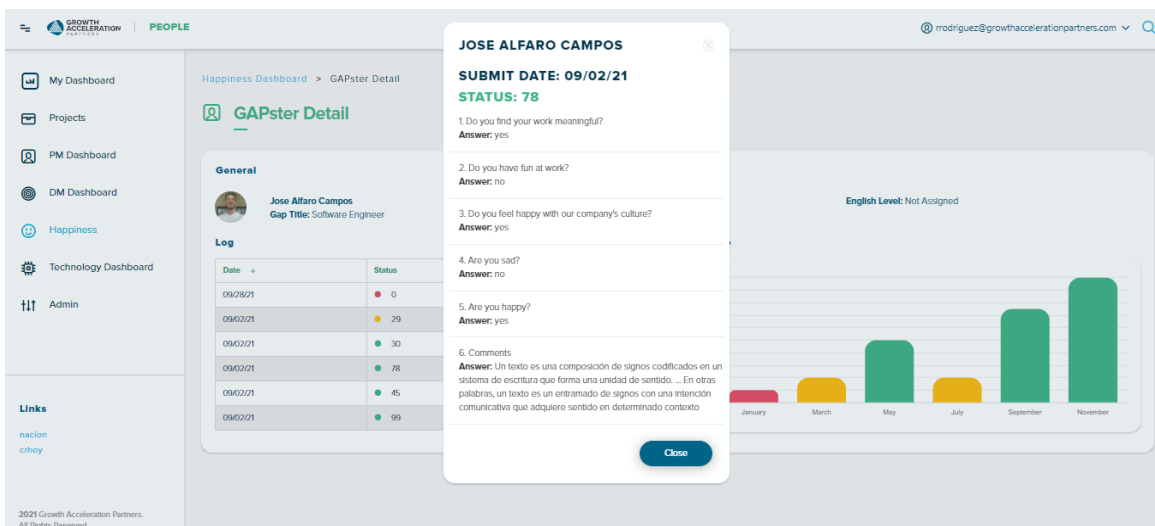 GROWTH
ACCELERATION
PARTNERS
PEOPLE
rrodriguez@growthaccelerationpartners.com
My Dashboard
Projects
PM Dashboard
DM Dashboard
Happiness
Technology Dashboard
Admin
Links
nacion
crhoy
2021 Growth Acceleration Partners.
All Rights Reserved
Happiness Dashboard > GAPster Detail
GAPster Detail
General
Jose Alfaro Campos
Gap Title: Software Engineer
English Level: Not Assigned
Log
Date Status
09/28/21 0
09/02/21 29
09/02/21 30
09/02/21 78
09/02/21 45
09/02/21 99
JOSE ALFARO CAMPOS
SUBMIT DATE: 09/02/21
STATUS: 78
1. Do you find your work meaningful?
Answer: yes
2. Do you have fun at work?
Answer: no
3. Do you feel happy with our company's culture?
Answer: yes
4. Are you sad?
Answer: no
5. Are you happy?
Answer: yes
6. Comments
Answer: Un texto es una composición de signos codificados en un
sistema de escritura que forma una unidad de sentido. ... En otras
palabras, un texto es un entramado de signos con una intención
comunicativa que adquiere sentido en determinado contexto
Close
January March May July September November